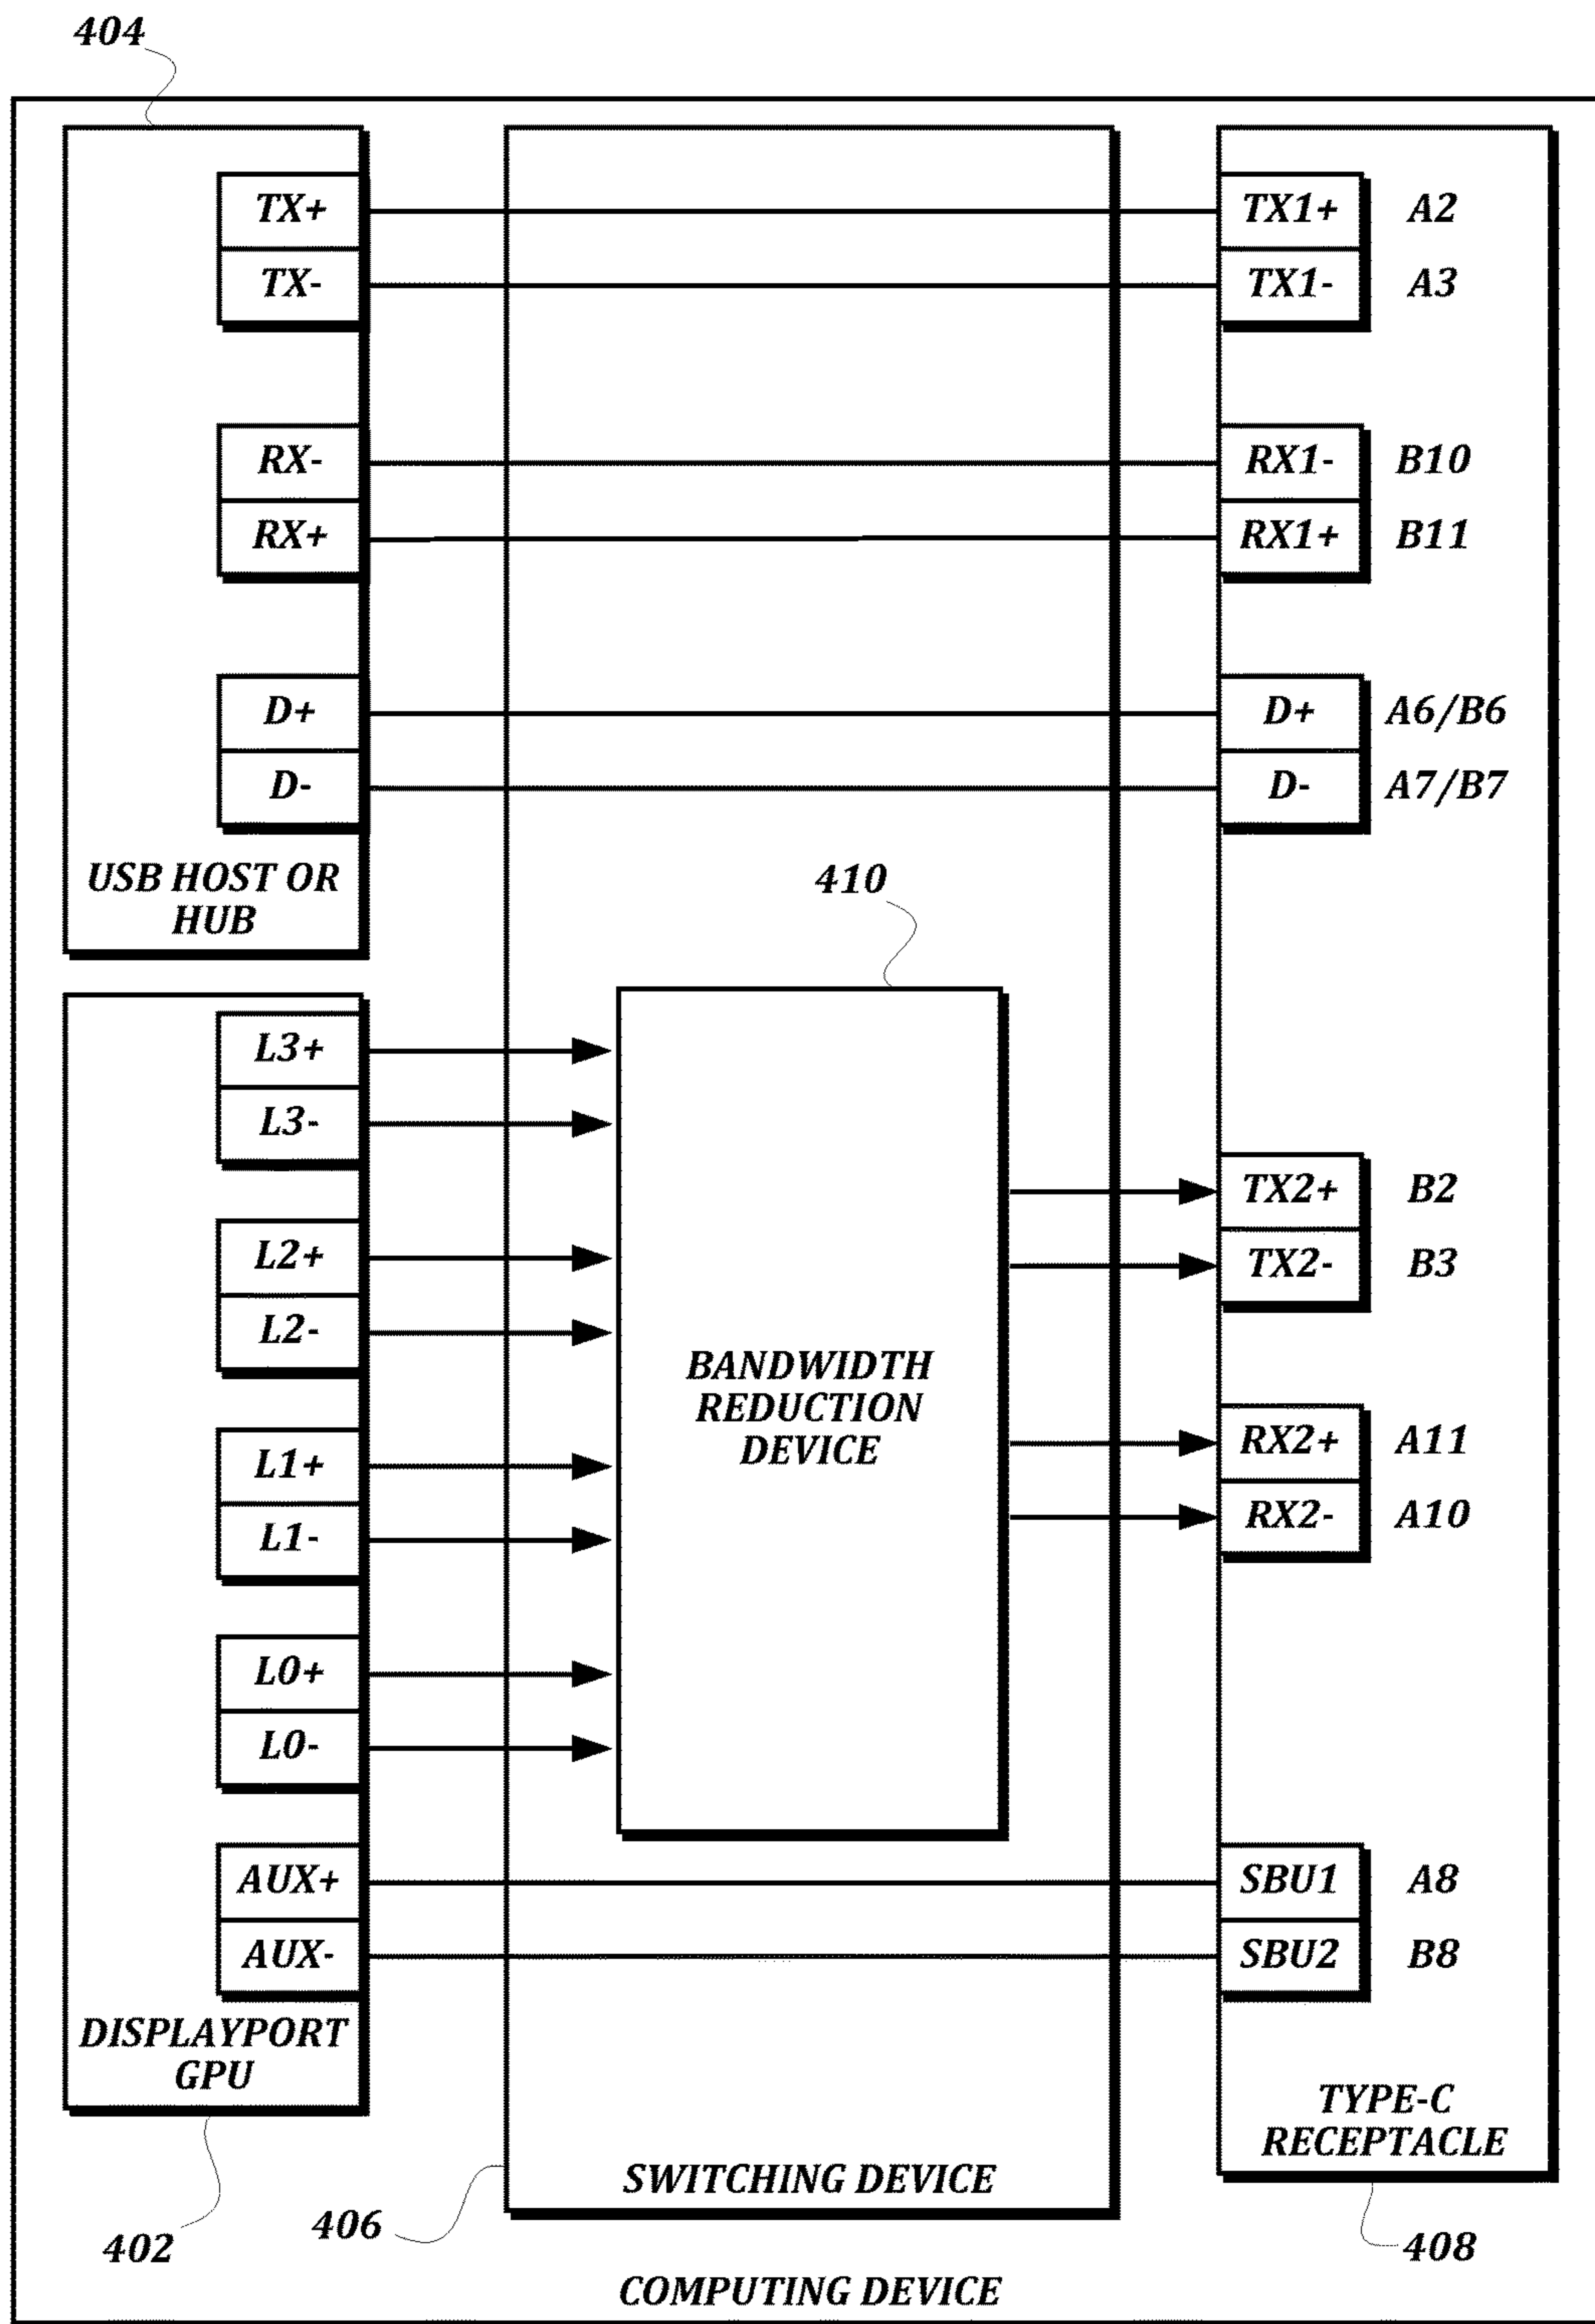 404
TX+
TX-
RX-
RX+
D+
D-
USB HOST OR
HUB
L3+
L3-
L2+
L2-
L1+
L1-
L0+
L0-
AUX+
AUX-
DISPLAYPORT
GPU
402
410
BANDWIDTH
REDUCTION
DEVICE
SWITCHING DEVICE
406
TX1+ A2
TX1- A3
RX1- B10
RX1+ B11
D+ A6/B6
D- A7/B7
TX2+ B2
TX2- B3
RX2+ A11
RX2- A10
SBU1 A8
SBU2 B8
TYPE-C
RECEPTACLE
408
COMPUTING DEVICE